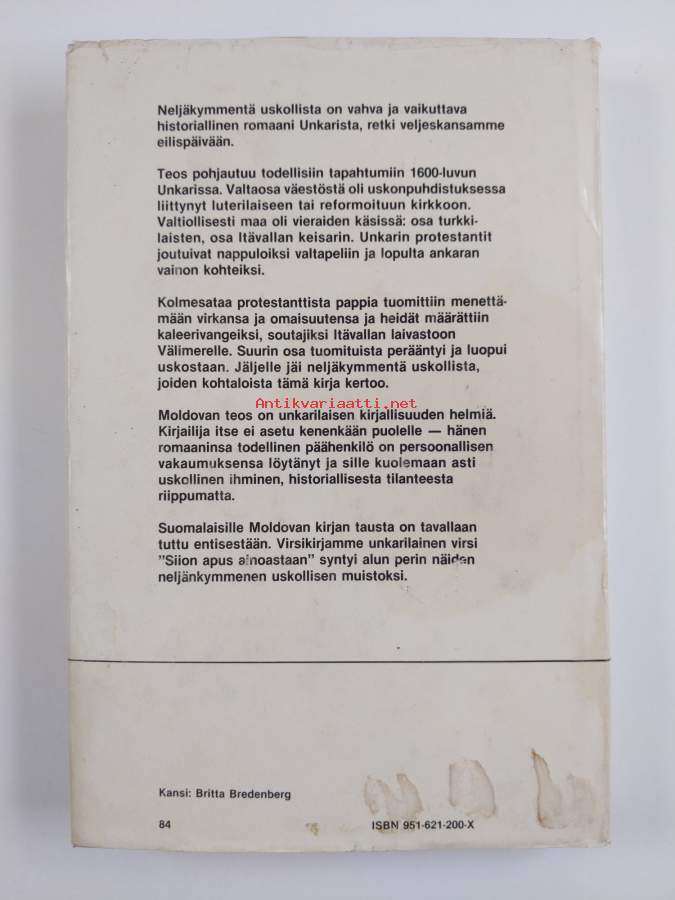 Neljäkymmentä uskollista on vahva ja vaikuttava
historiallinen romaani Unkarista, retki veljeskansamme
eilispäivään.
Teos pohjautuu todellisiin tapahtumiin 1600-luvun
Unkarissa. Valtaosa väestöstä oli uskonpuhdistuksessa
liittynyt luterilaiseen tai reformoituun kirkkoon.
Valtiollisesti maa oli vieraiden käsissä: osa turkki-
laisten, osa Itävallan keisarin. Unkarin protestantit
joutuivat nappuloiksi valtapeliin ja lopulta ankaran
vainon kohteiksi.
Kolmesataa protestanttista pappia tuomittiin menettä-
mään virkansa ja omaisuutensa ja heidät määrättiin
kaleerivangeiksi, soutajiksi Itävallan laivastoon
Välimerelle. Suurin osa tuomituista perääntyi ja luopui
uskostaan. Jäljelle jäi neljäkymmentä uskollista,
joiden kohtaloista tämä kirja kertoo.
Antikvariaatti.net
Moldovan teos on unkarilaisen kirjallisuuden helmiä.
Kirjailija itse ei asetu kenenkään puolelle — hänen
romaaninsa todellinen päähenkilö on persoonallisen
vakaumuksensa löytänyt ja sille kuolemaan asti
uskollinen ihminen, historiallisesta tilanteesta
riippumatta.
Suomalaisille Moldovan kirjan tausta on tavallaan
tuttu entisestään. Virsikirjamme unkarilainen virsi
"Siion apus ainoastaan" syntyi alun perin näiden
neljänkymmenen uskollisen muistoksi.
Kansi: Britta Bredenberg
84 ISBN 951-621-200-X